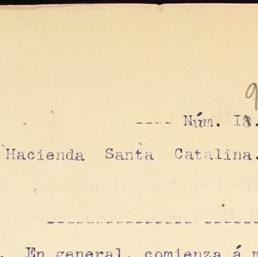 9
---- Núm. 18.
Hacienda Santa Catalina.
-----------------------
. En general, comienza á m